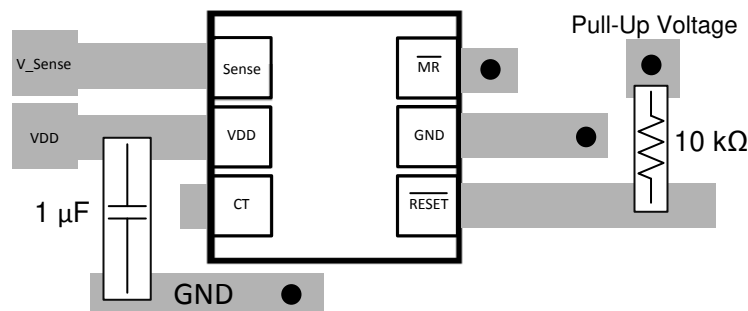 Pull-Up Voltage
V_Sense
Sense
MR
VDD
VDD
GND
10 kΩ
1 µF
CT
RESET
GND